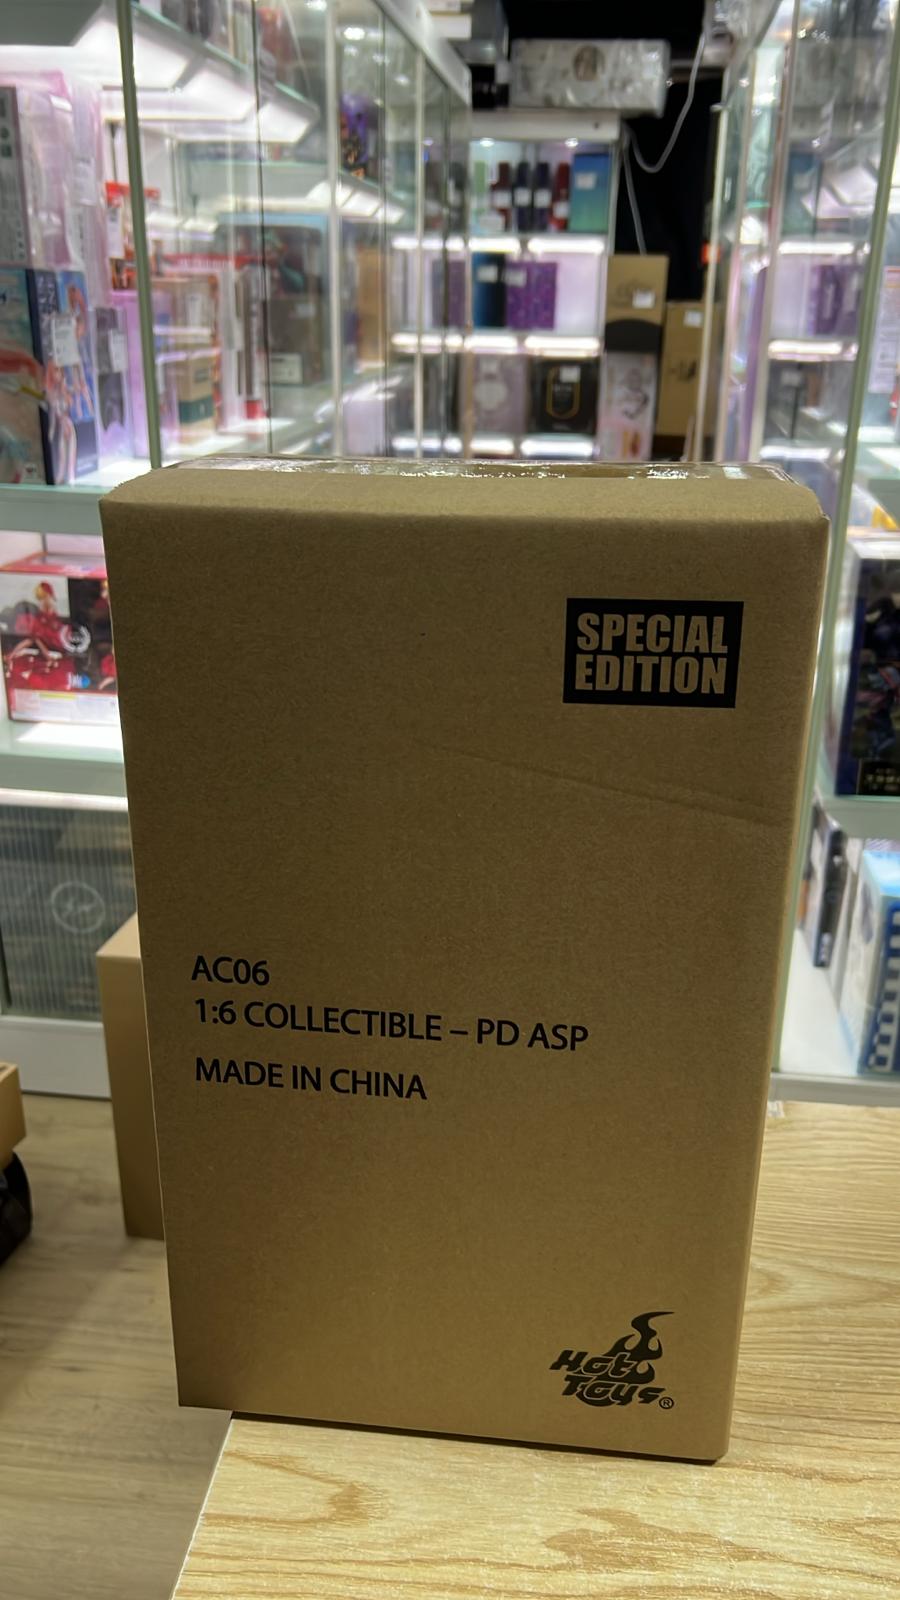 SPECIAL
EDITION
AC06
1:6 COLLECTIBLE – PD ASP
MADE IN CHINA
Hot
Toys®